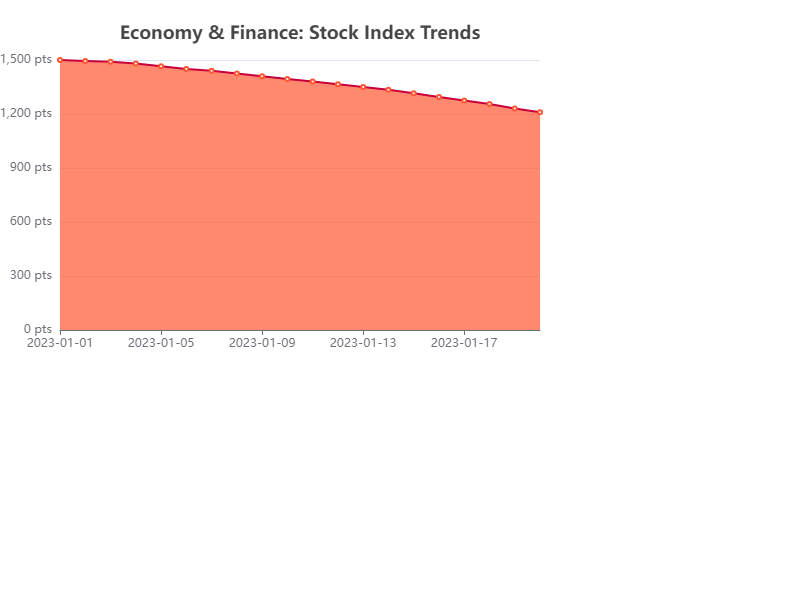 Economy & Finance: Stock Index Trends
1,500 pts
1,200 pts
900 pts
600 pts
300 pts
0 pts
2023-01-01 2023-01-05 2023-01-09 2023-01-13 2023-01-17